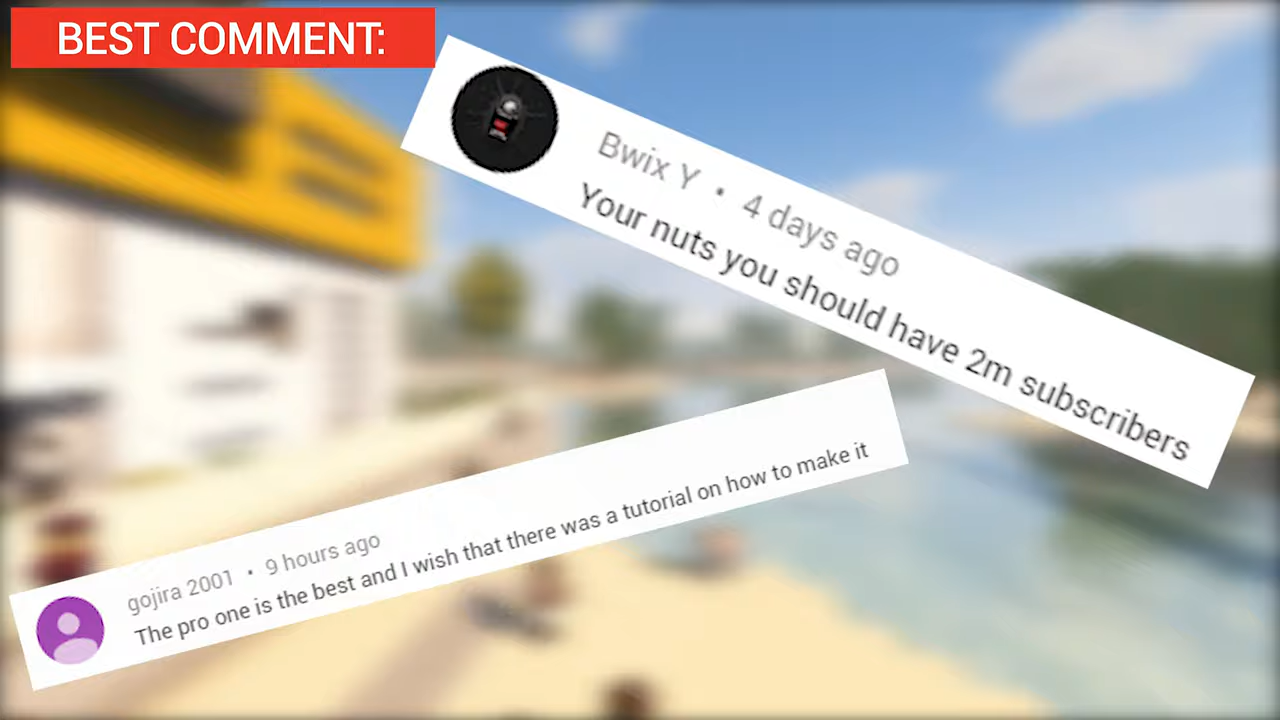 BEST COMMENT:
Bwix Y • 4 days ago
Your nuts you should have 2m subscribers
gojira 2001 • 9 hours ago
The pro one is the best and I wish that there was a tutorial on how to make it